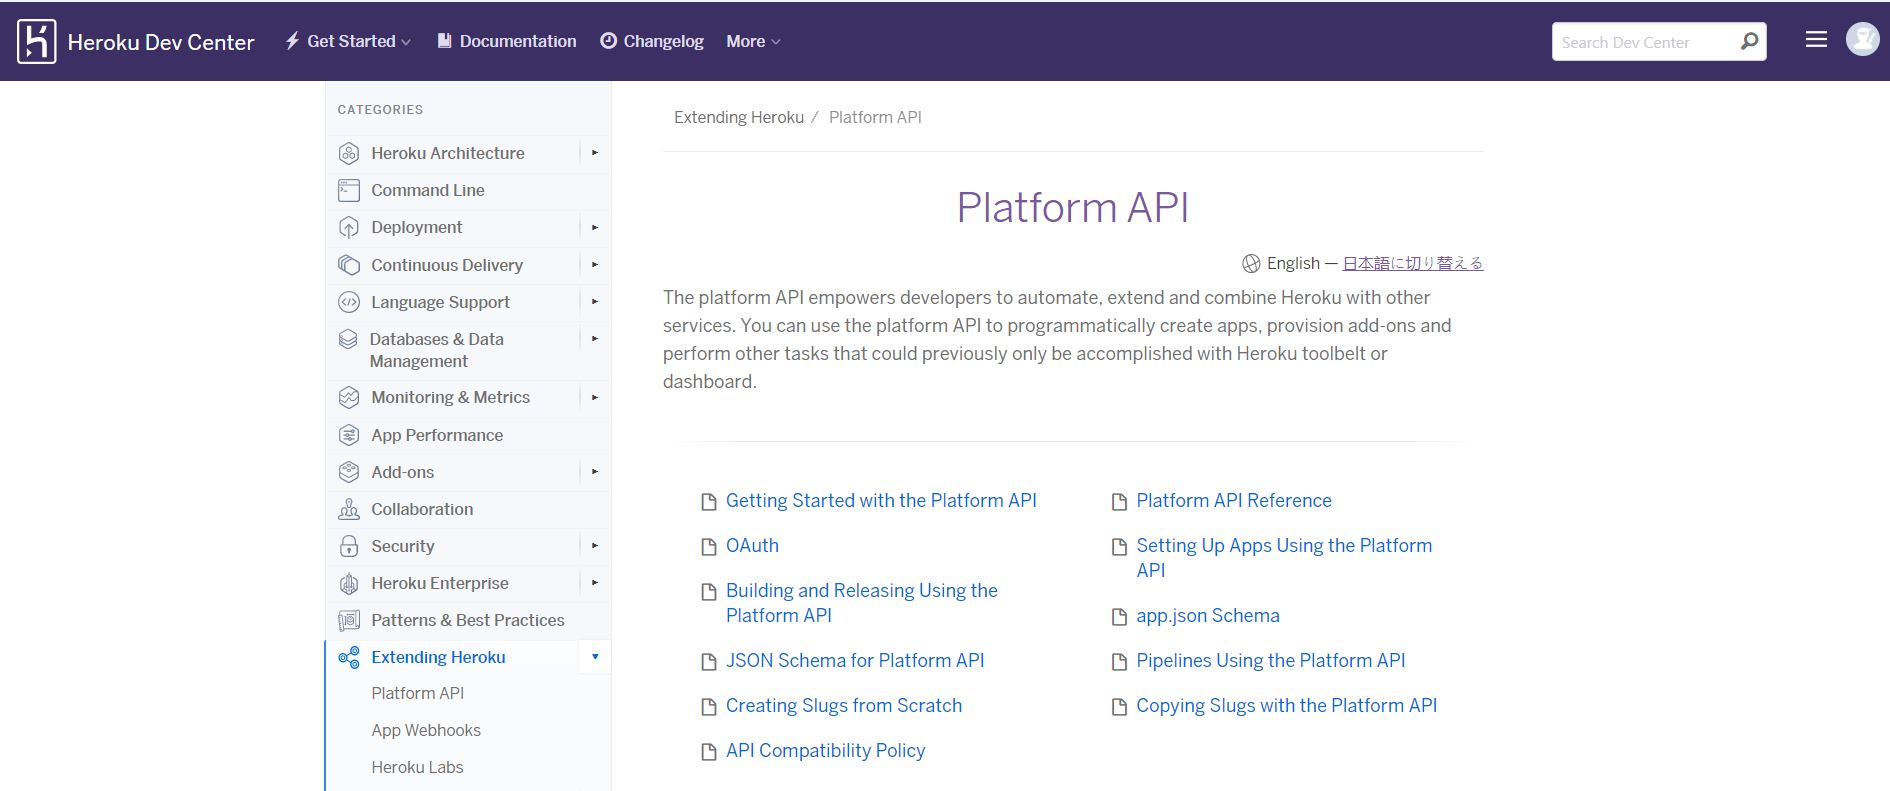 Heroku Dev Center
Get Started
Documentation
Changelog
More
Search Dev Center
CATEGORIES
Heroku Architecture
Command Line
Deployment
Continuous Delivery
Language Support
Databases & Data
Management
Monitoring & Metrics
App Performance
Add-ons
Collaboration
Security
Heroku Enterprise
Patterns & Best Practices
Extending Heroku
Platform API
App Webhooks
Heroku Labs
Extending Heroku / Platform API
Platform API
English — 日本語に切り替える
The platform API empowers developers to automate, extend and combine Heroku with other
services. You can use the platform API to programmatically create apps, provision add-ons and
perform other tasks that could previously only be accomplished with Heroku toolbelt or
dashboard.
Getting Started with the Platform API
OAuth
Building and Releasing Using the
Platform API
JSON Schema for Platform API
Creating Slugs from Scratch
API Compatibility Policy
Platform API Reference
Setting Up Apps Using the Platform
API
app.json Schema
Pipelines Using the Platform API
Copying Slugs with the Platform API